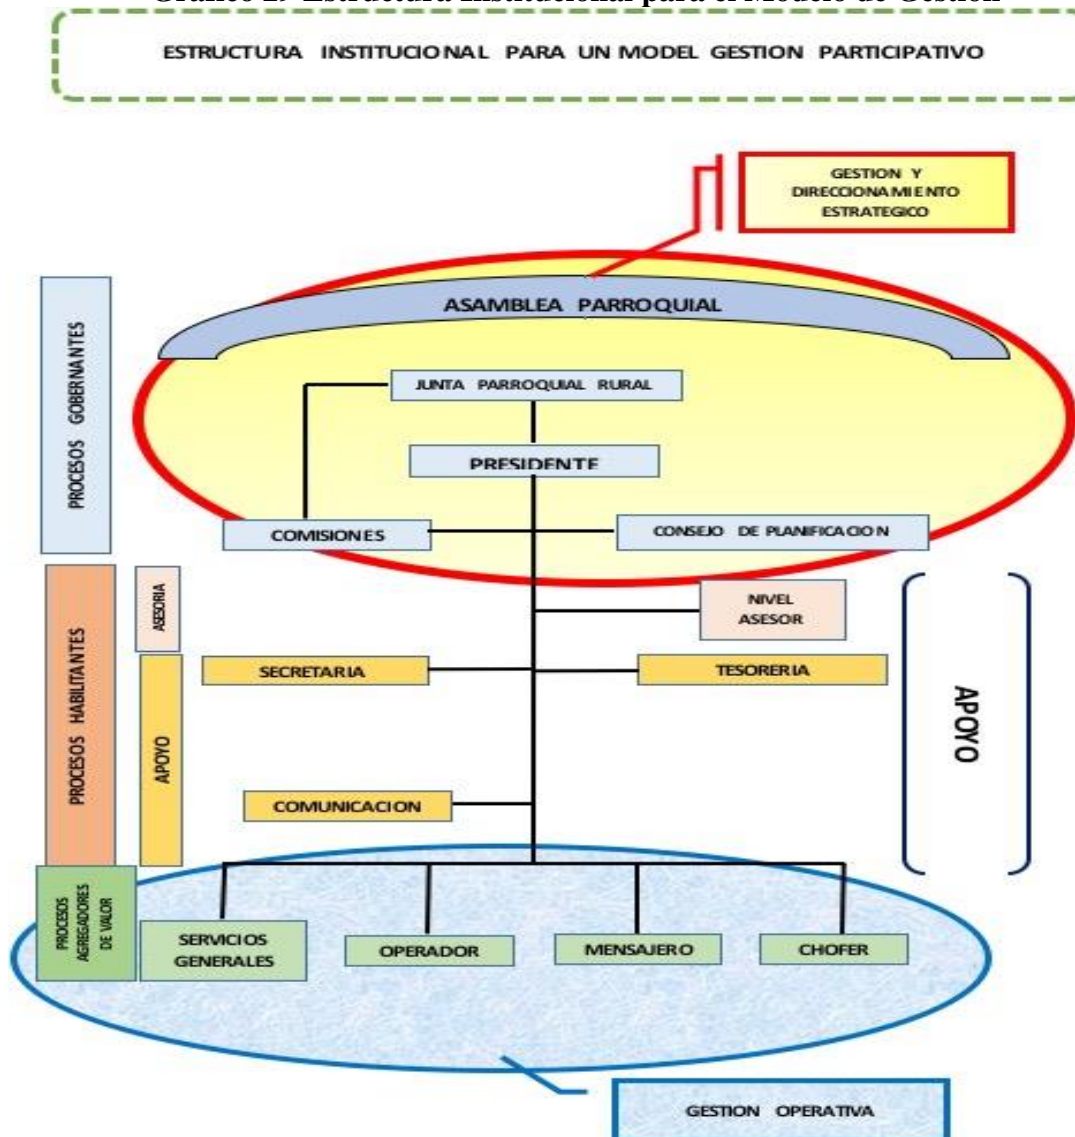 ESTRUCTURA INSTITUCIONAL PARA UN MODEL GESTION PARTICIPATIVO
GESTION Y
DIRECCIONAMIENTO
ESTRATEGICO
ASAMBLEA PARROQUIAL
PROCESOS GOBERNANTES
JUNTA PARROQUIAL RURAL
PRESIDENTE
COMISIONES
CONSEJO DE PLANIFICACION
PROCESOS HABILITANTES
ASESORIA
NIVEL
ASESOR
APOYO
SECRETARIA
TESORERIA
APOYO
COMUNICACION
PROCESOS
AGREGADORES
DE VALOR
SERVICIOS
GENERALES
OPERADOR
MENSAJERO
CHOFER
GESTION OPERATIVA